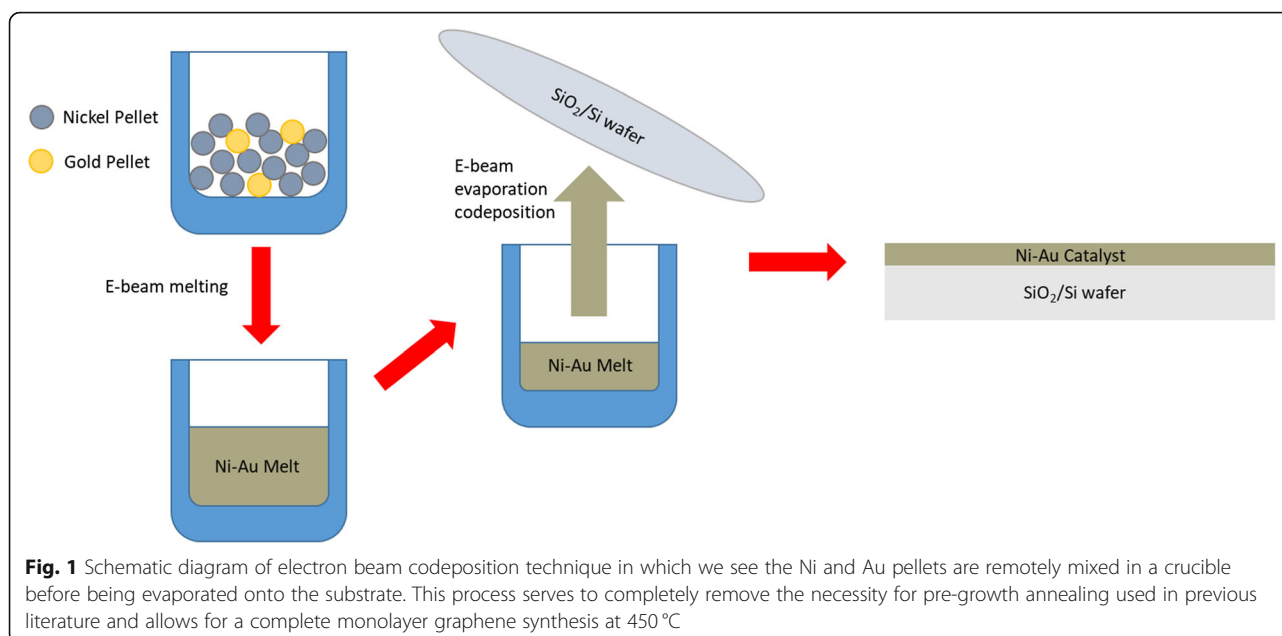 Nickel Pellet
Gold Pellet
E-beam melting
Ni-Au Melt
SiO₂/Si wafer
E-beam
evaporation
codeposition
Ni-Au Melt
Ni-Au Catalyst
SiO₂/Si wafer
Fig. 1 Schematic diagram of electron beam codeposition technique in which we see the Ni and Au pellets are remotely mixed in a crucible
before being evaporated onto the substrate. This process serves to completely remove the necessity for pre-growth annealing used in previous
literature and allows for a complete monolayer graphene synthesis at 450 °C